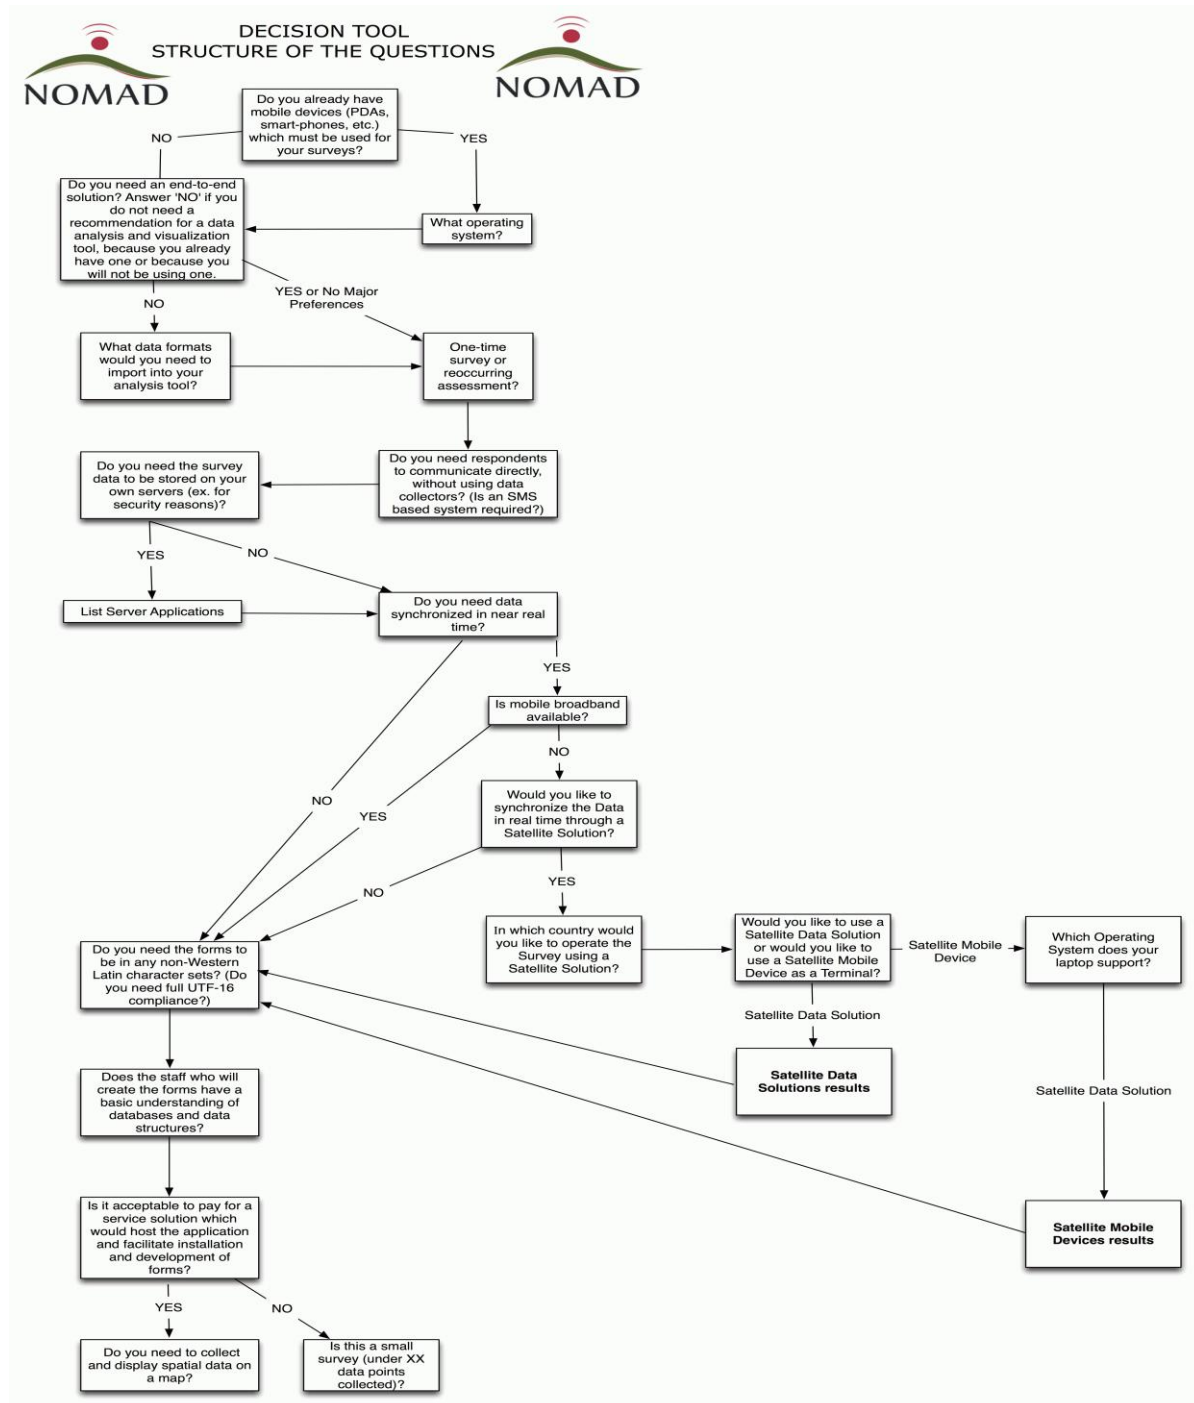 DECISION TOOL
STRUCTURE OF THE QUESTIONS
NOMAD
NOMAD
Do you already have
mobile devices (PDAs,
smart-phones, etc.)
which must be used for
your surveys?
NO
YES
Do you need an end-to-end
solution? Answer 'NO' if you
do not need a
recommendation for a data
analysis and visualization
tool, because you already
have one or because you
will not be using one.
What operating
system?
YES or No Major
Preferences
NO
What data formats
would you need to
import into your
analysis tool?
One-time
survey or
reoccurring
assessment?
Do you need respondents
to communicate directly,
without using data
collectors? (Is an SMS
based system required?)
Do you need the survey
data to be stored on your
own servers (ex. for
security reasons)?
YES
NO
List Server Applications
Do you need data
synchronized in near real
time?
YES
Is mobile broadband
available?
NO
Would you like to
synchronize the Data
in real time through a
Satellite Solution?
NO
YES
YES
NO
In which country would
you like to operate the
Survey using a
Satellite Solution?
Would you like to use a
Satellite Data Solution
or would you like to
use a Satellite Mobile
Device as a Terminal?
Satellite Mobile
Device
Which Operating
System does your
laptop support?
Satellite Data Solution
Satellite Data
Solutions results
Satellite Data Solution
Satellite Mobile
Devices results
Do you need the forms to
be in any non-Western
Latin character sets? (Do
you need full UTF-16
compliance?)
Does the staff who will
create the forms have a
basic understanding of
databases and data
structures?
Is it acceptable to pay for a
service solution which
would host the application
and facilitate installation
and development of
forms?
YES
NO
Do you need to collect
and display spatial data on
a map?
Is this a small
survey (under XX
data points
collected)?